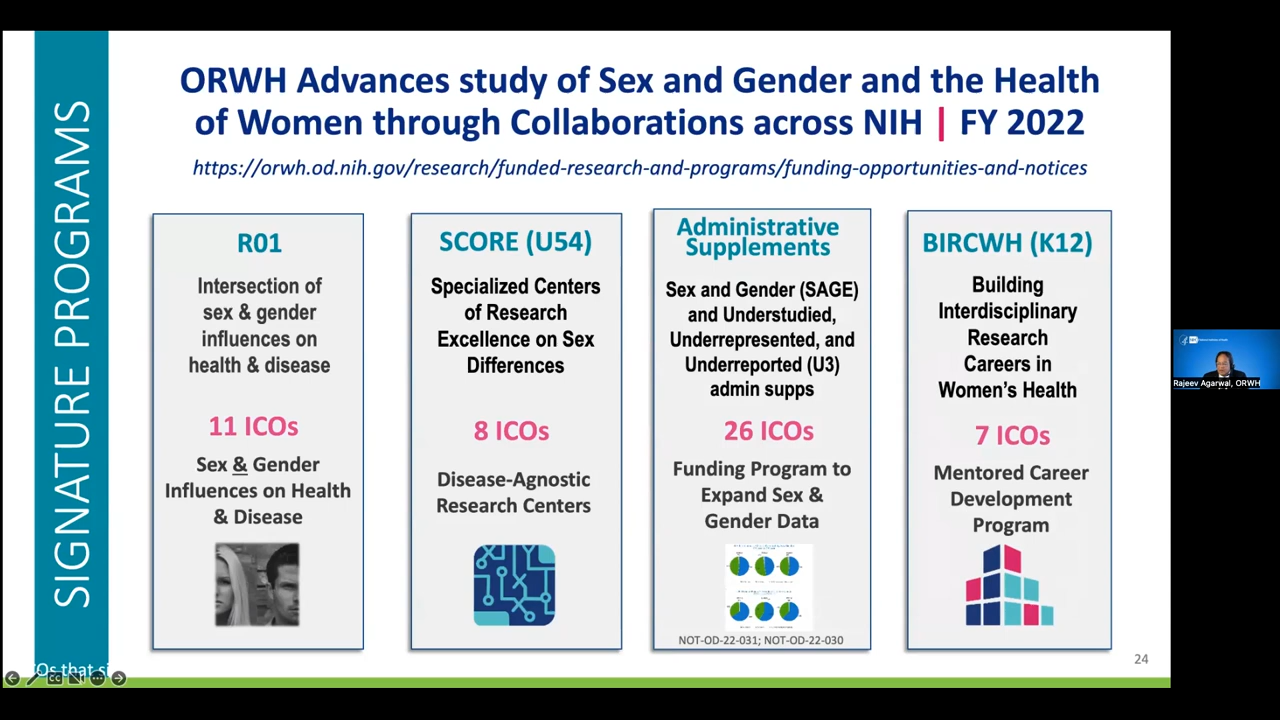 SIGNATURE PROGRAMS
ORWH Advances study of Sex and Gender and the Health
of Women through Collaborations across NIH | FY 2022
https://orwh.od.nih.gov/research/funded-research-and-programs/funding-opportunities-and-notices
R01
Intersection of
sex & gender
influences on
health & disease
11 ICOs
Sex & Gender
Influences on Health
& Disease
SCORE (U54)
Specialized Centers
of Research
Excellence on Sex
Differences
8 ICOs
Disease-Agnostic
Research Centers
Administrative
Supplements
Sex and Gender (SAGE)
and Understudied,
Underrepresented, and
Underreported (U3)
admin supps
26 ICOs
Funding Program to
Expand Sex &
Gender Data
NOT-OD-22-031; NOT-OD-22-030
BIRCWH (K12)
Building
Interdisciplinary
Research
Careers in
Women's Health
7 ICOs
Mentored Career
Development
Program
24
Os that si
CC
NIH
Rajeev Agarwal, ORWH